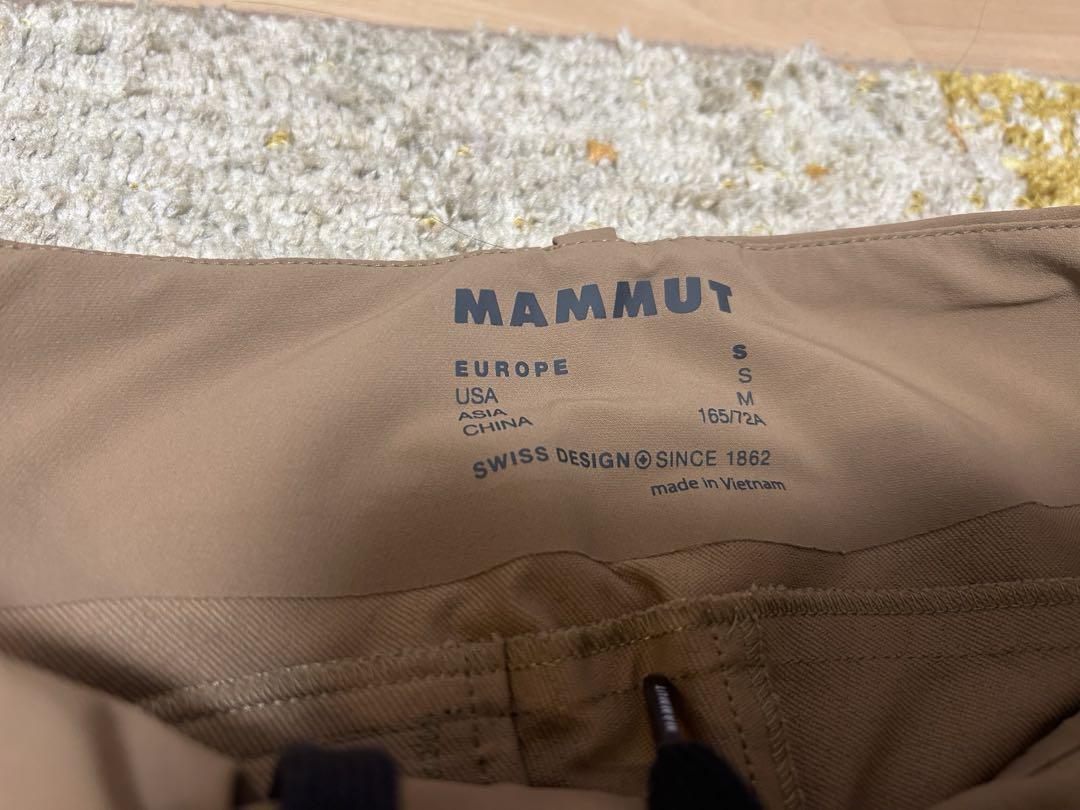 MAMMUT
EUROPE S
USA S
ASIA M
CHINA 165/72A
SWISS DESIGN SINCE 1862
made in Vietnam